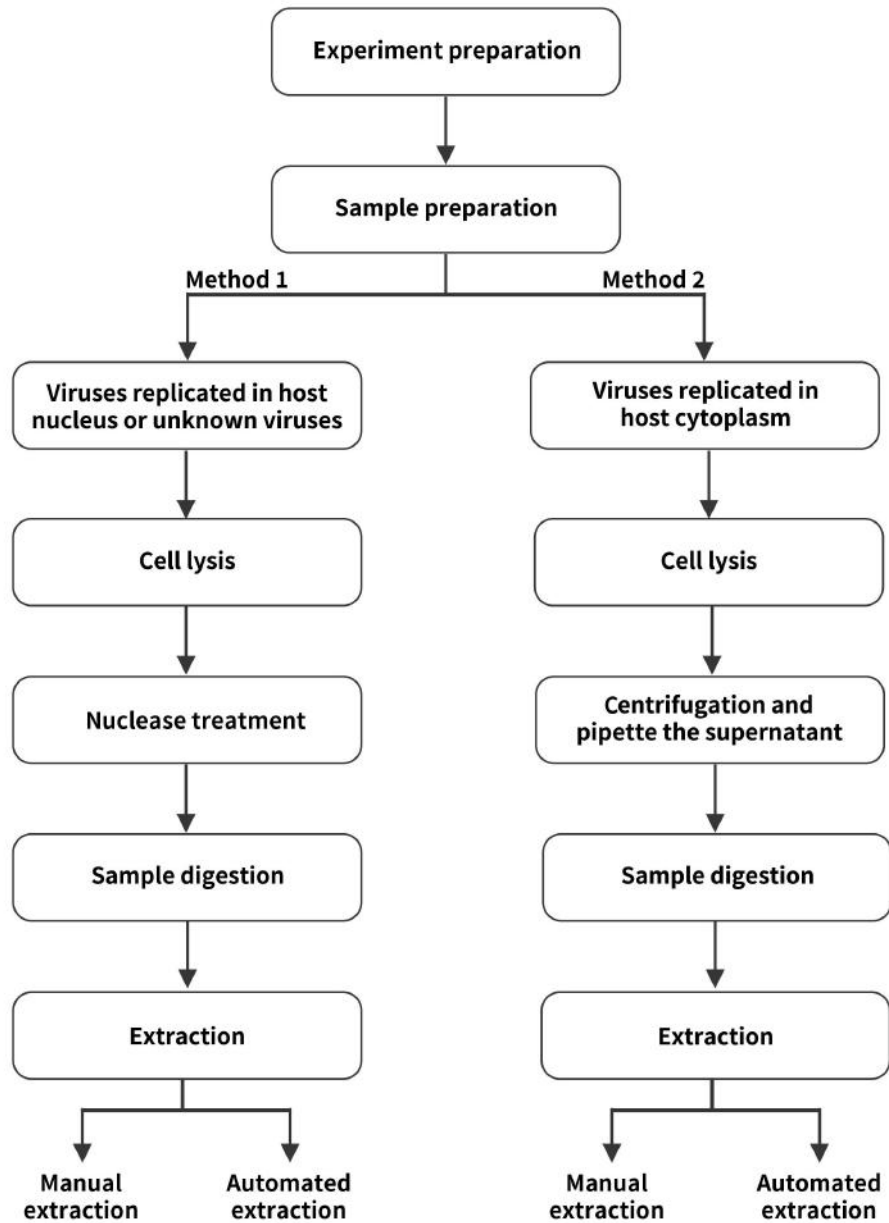 Experiment preparation
Sample preparation
Method 1
Method 2
Viruses replicated in host
nucleus or unknown viruses
Viruses replicated in
host cytoplasm
Cell lysis
Cell lysis
Nuclease treatment
Centrifugation and
pipette the supernatant
Sample digestion
Sample digestion
Extraction
Extraction
Manual
extraction
Automated
extraction
Manual
extraction
Automated
extraction